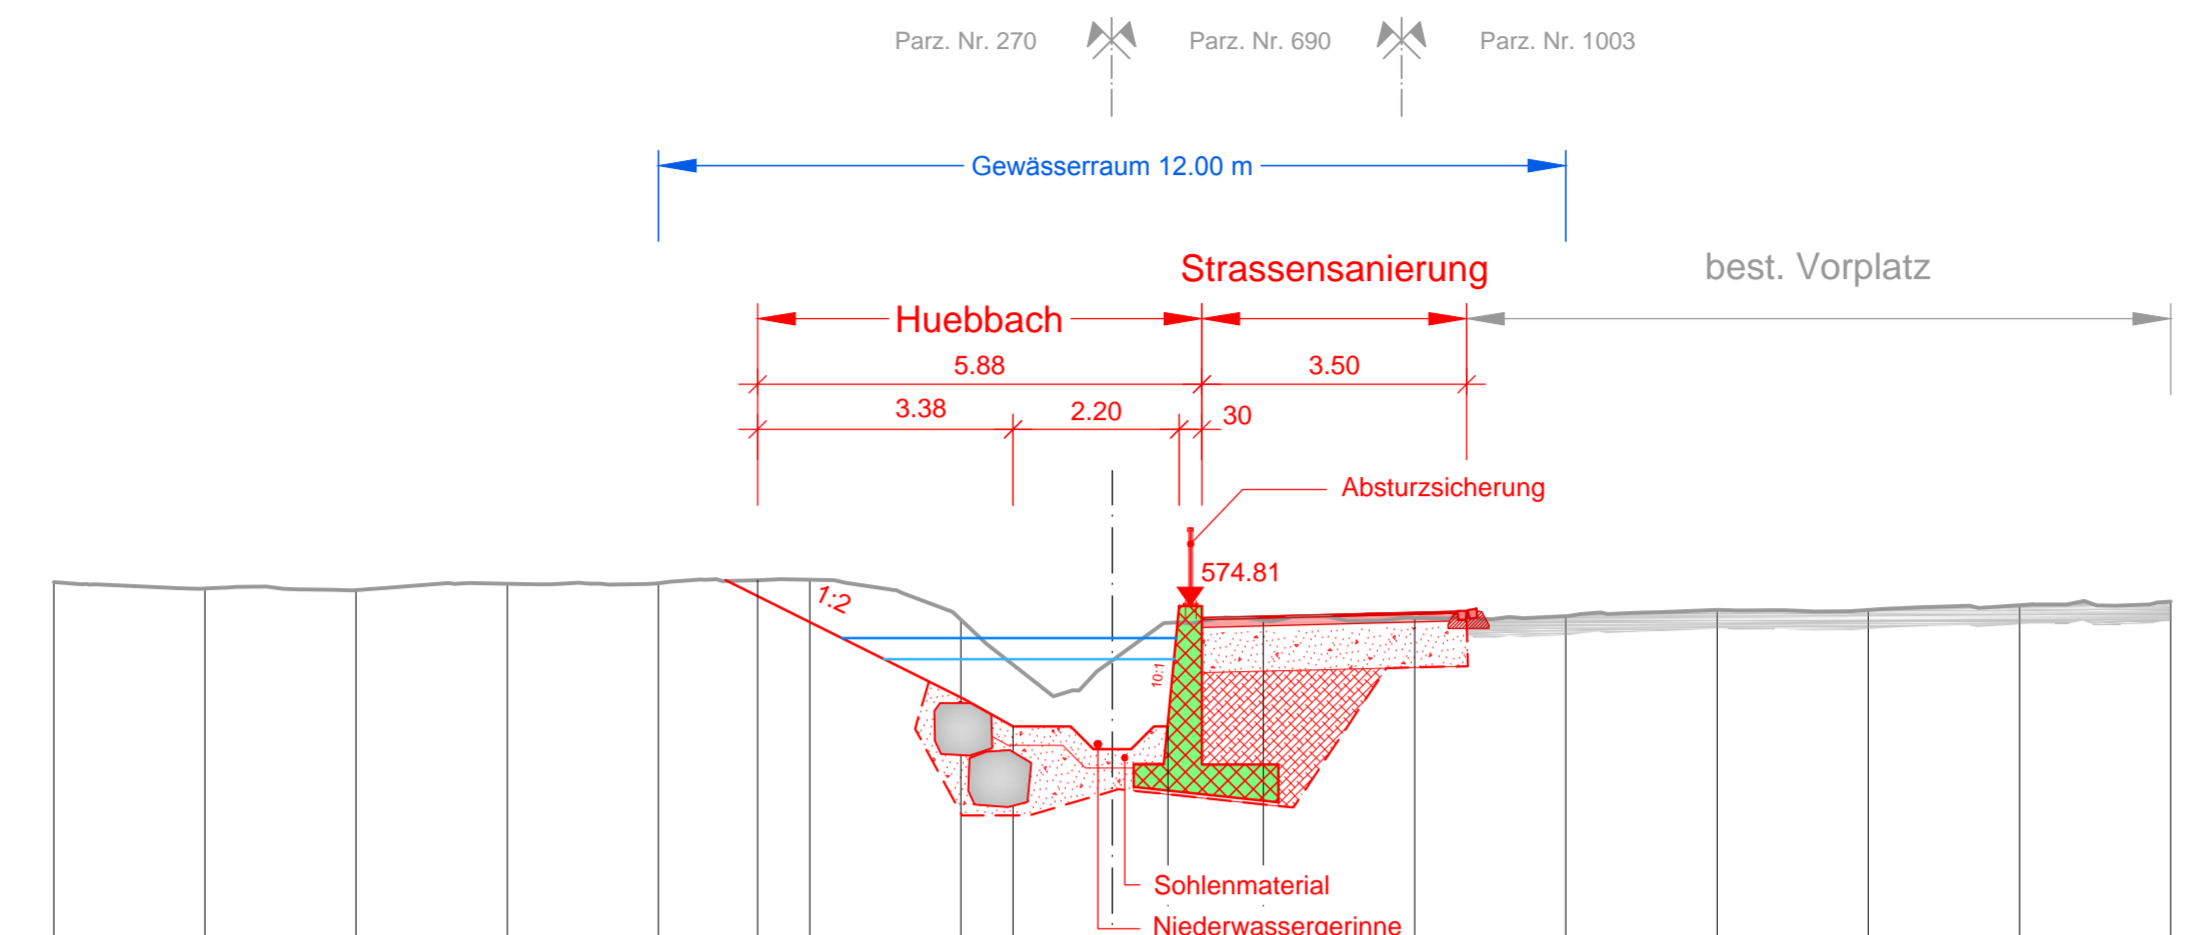 Parz. Nr. 270
Parz. Nr. 690
Parz. Nr. 1003
Gewässerraum 12.00 m
Strassensanierung
best. Vorplatz
Huebbach
5.88
3.50
3.38
2.20
30
Absturzsicherung
574.81
1:2
10:1
Sohlenmaterial
Niederwassergerinne